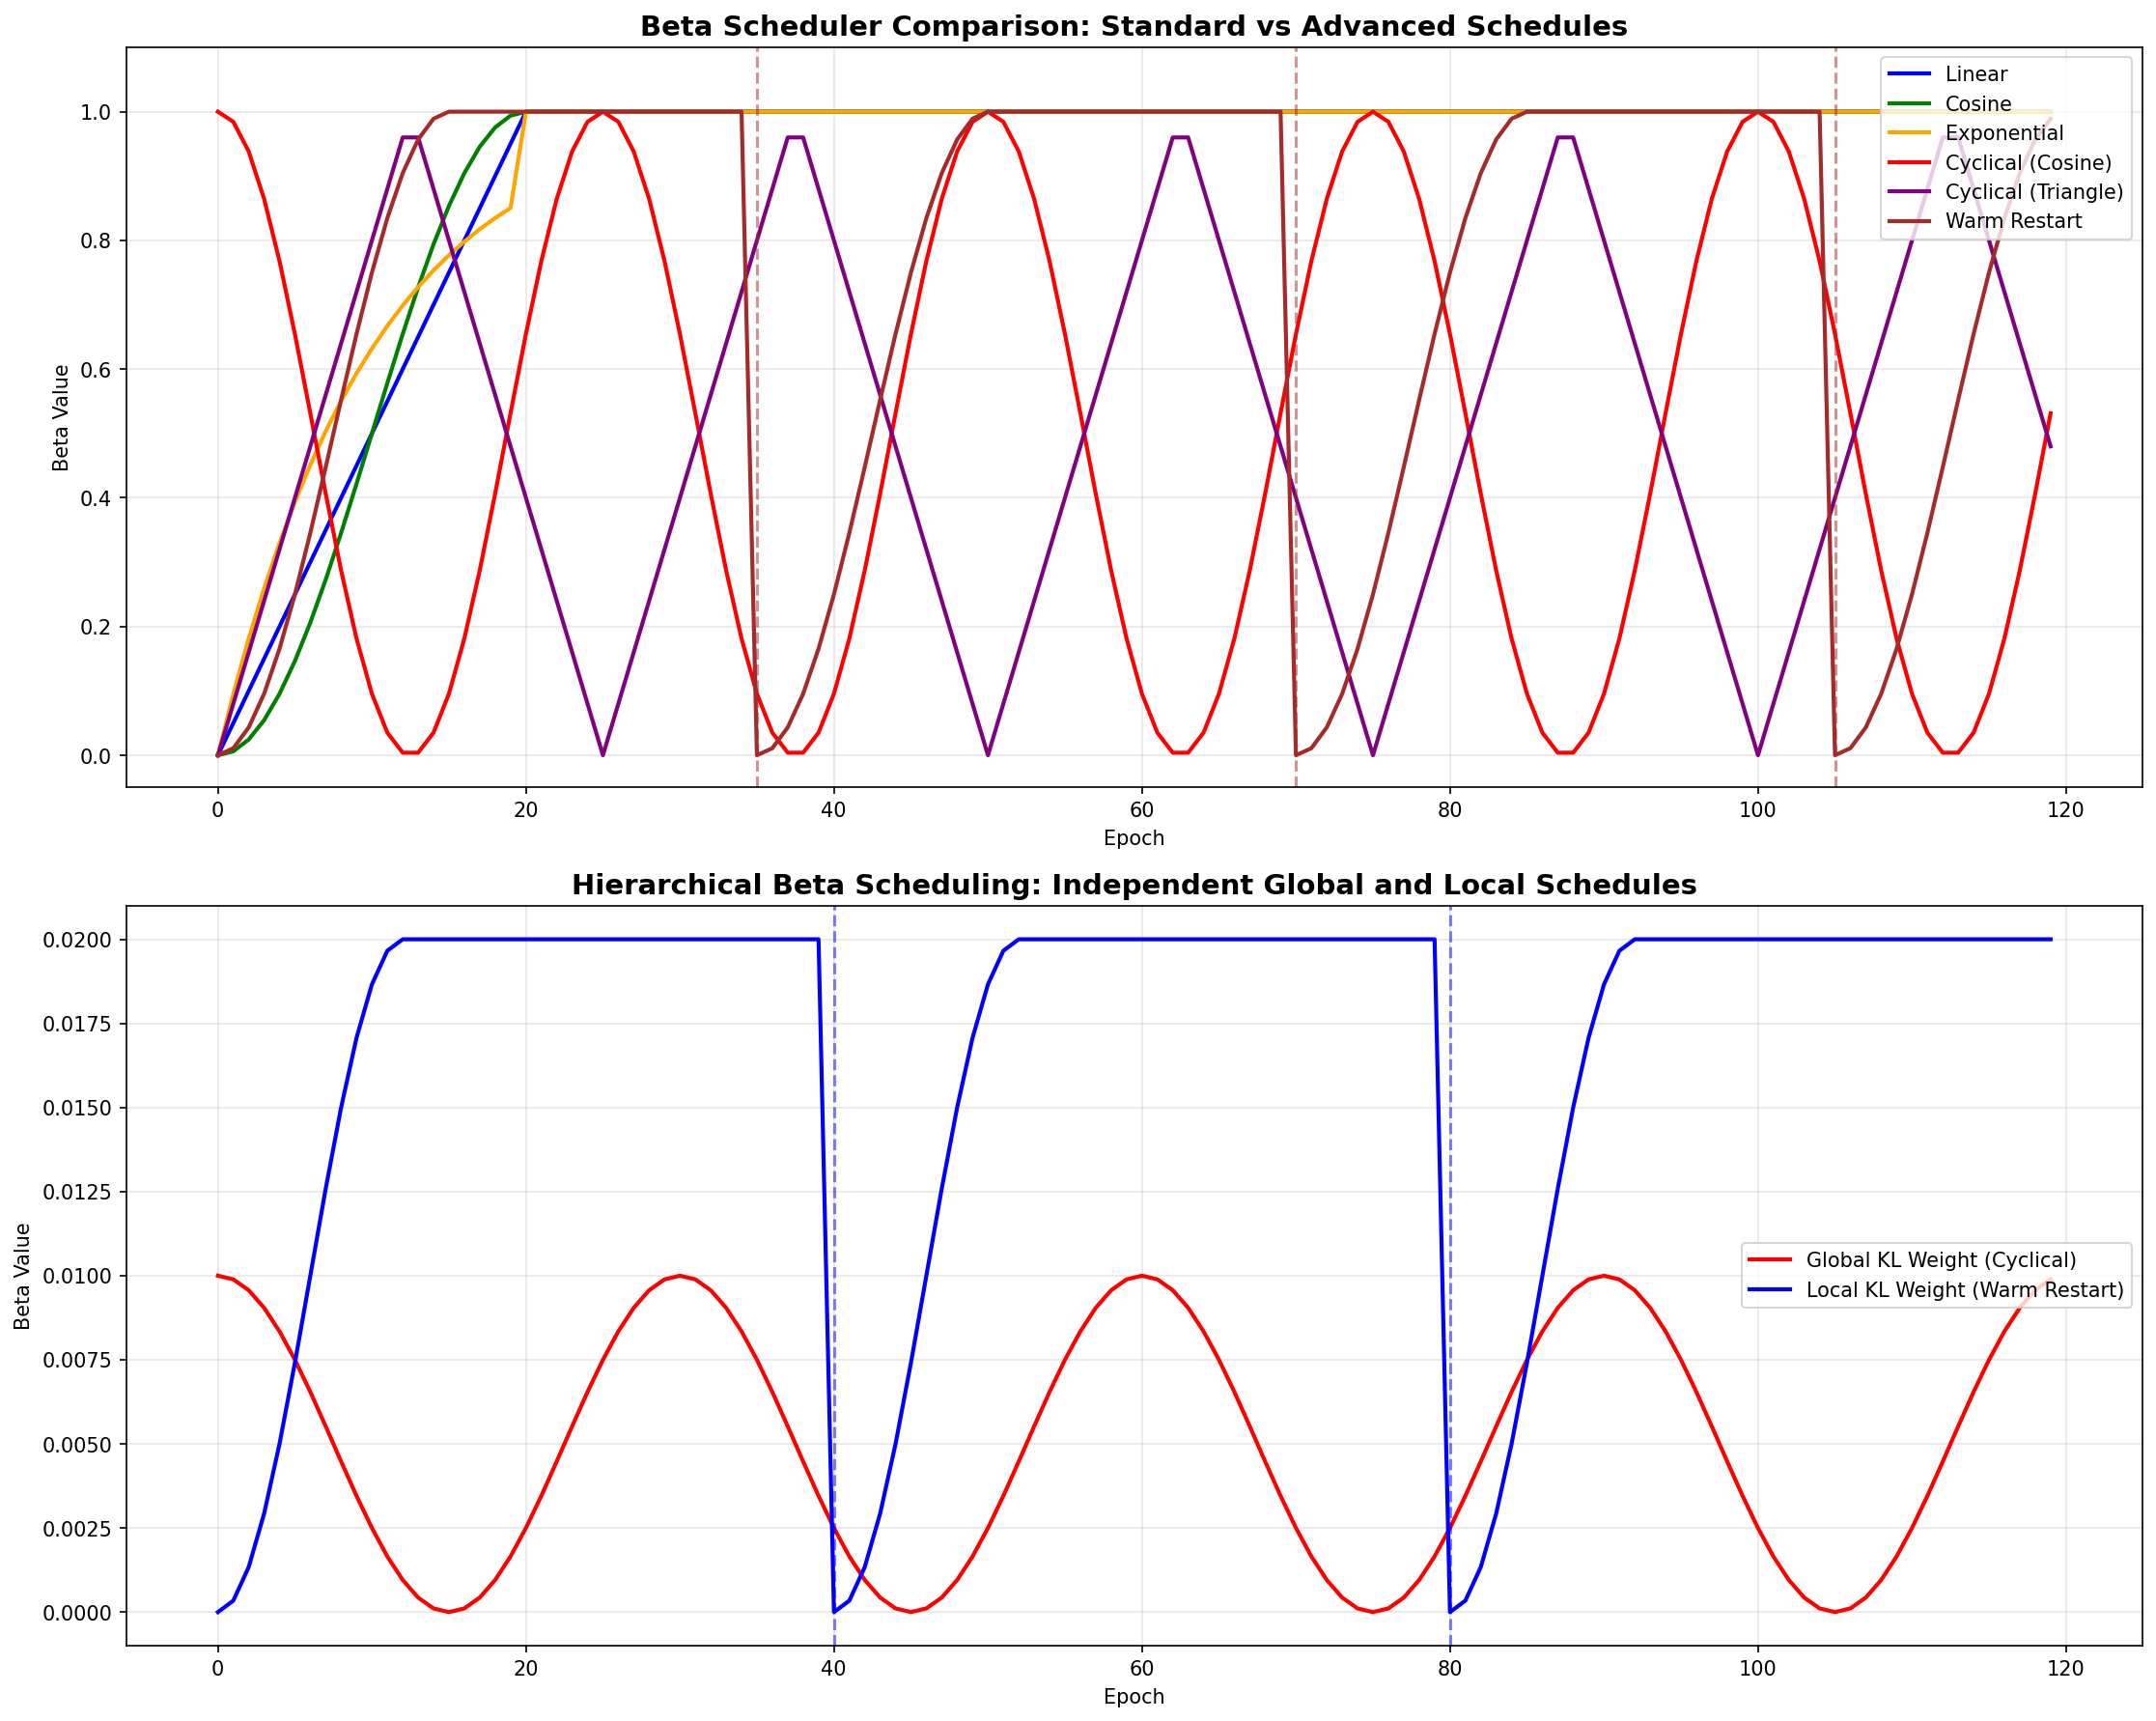 Beta Scheduler Comparison: Standard vs Advanced Schedules
Beta Value
1.0
0.8
0.6
0.4
0.2
0.0
Linear
Cosine
Exponential
Cyclical (Cosine)
Cyclical (Triangle)
Warm Restart
0 20 40 60 80 100 120
Epoch
Hierarchical Beta Scheduling: Independent Global and Local Schedules
Beta Value
0.0200
0.0175
0.0150
0.0125
0.0100
0.0075
0.0050
0.0025
0.0000
Global KL Weight (Cyclical)
Local KL Weight (Warm Restart)
0 20 40 60 80 100 120
Epoch